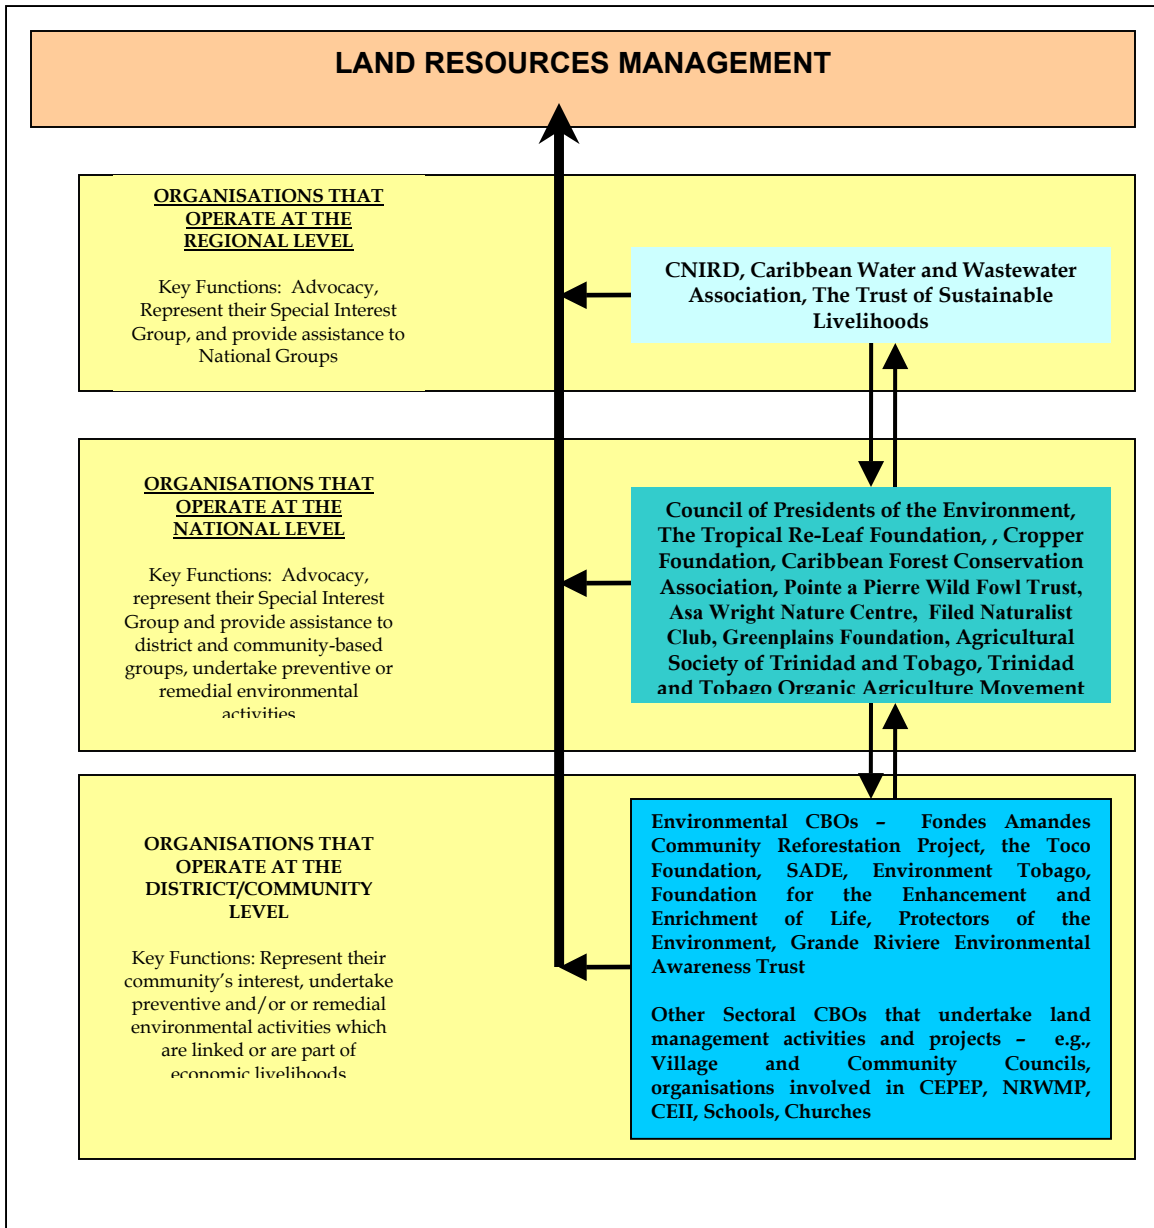 LAND RESOURCES MANAGEMENT
ORGANISATIONS THAT
OPERATE AT THE
REGIONAL LEVEL
Key Functions: Advocacy,
Represent their Special Interest
Group, and provide assistance to
National Groups
CNIRD, Caribbean Water and Wastewater
Association, The Trust of Sustainable
Livelihoods
ORGANISATIONS THAT
OPERATE AT THE
NATIONAL LEVEL
Key Functions: Advocacy,
represent their Special Interest
Group and provide assistance to
district and community-based
groups, undertake preventive or
remedial environmental
activities
Council of Presidents of the Environment,
The Tropical Re-Leaf Foundation, , Cropper
Foundation, Caribbean Forest Conservation
Association, Pointe a Pierre Wild Fowl Trust,
Asa Wright Nature Centre, Filed Naturalist
Club, Greenplains Foundation, Agricultural
Society of Trinidad and Tobago, Trinidad
and Tobago Organic Agriculture Movement
ORGANISATIONS THAT
OPERATE AT THE
DISTRICT/COMMUNITY
LEVEL
Key Functions: Represent their
community's interest, undertake
preventive and/or or remedial
environmental activities which
are linked or are part of
economic livelihoods
Environmental CBOs – Fondes Amandes
Community Reforestation Project, the Toco
Foundation, SADE, Environment Tobago,
Foundation for the Enhancement and
Enrichment of Life, Protectors of the
Environment, Grande Riviere Environmental
Awareness Trust
Other Sectoral CBOs that undertake land
management activities and projects – e.g.,
Village and Community Councils,
organisations involved in CEPEP, NRWMP,
CEII, Schools, Churches